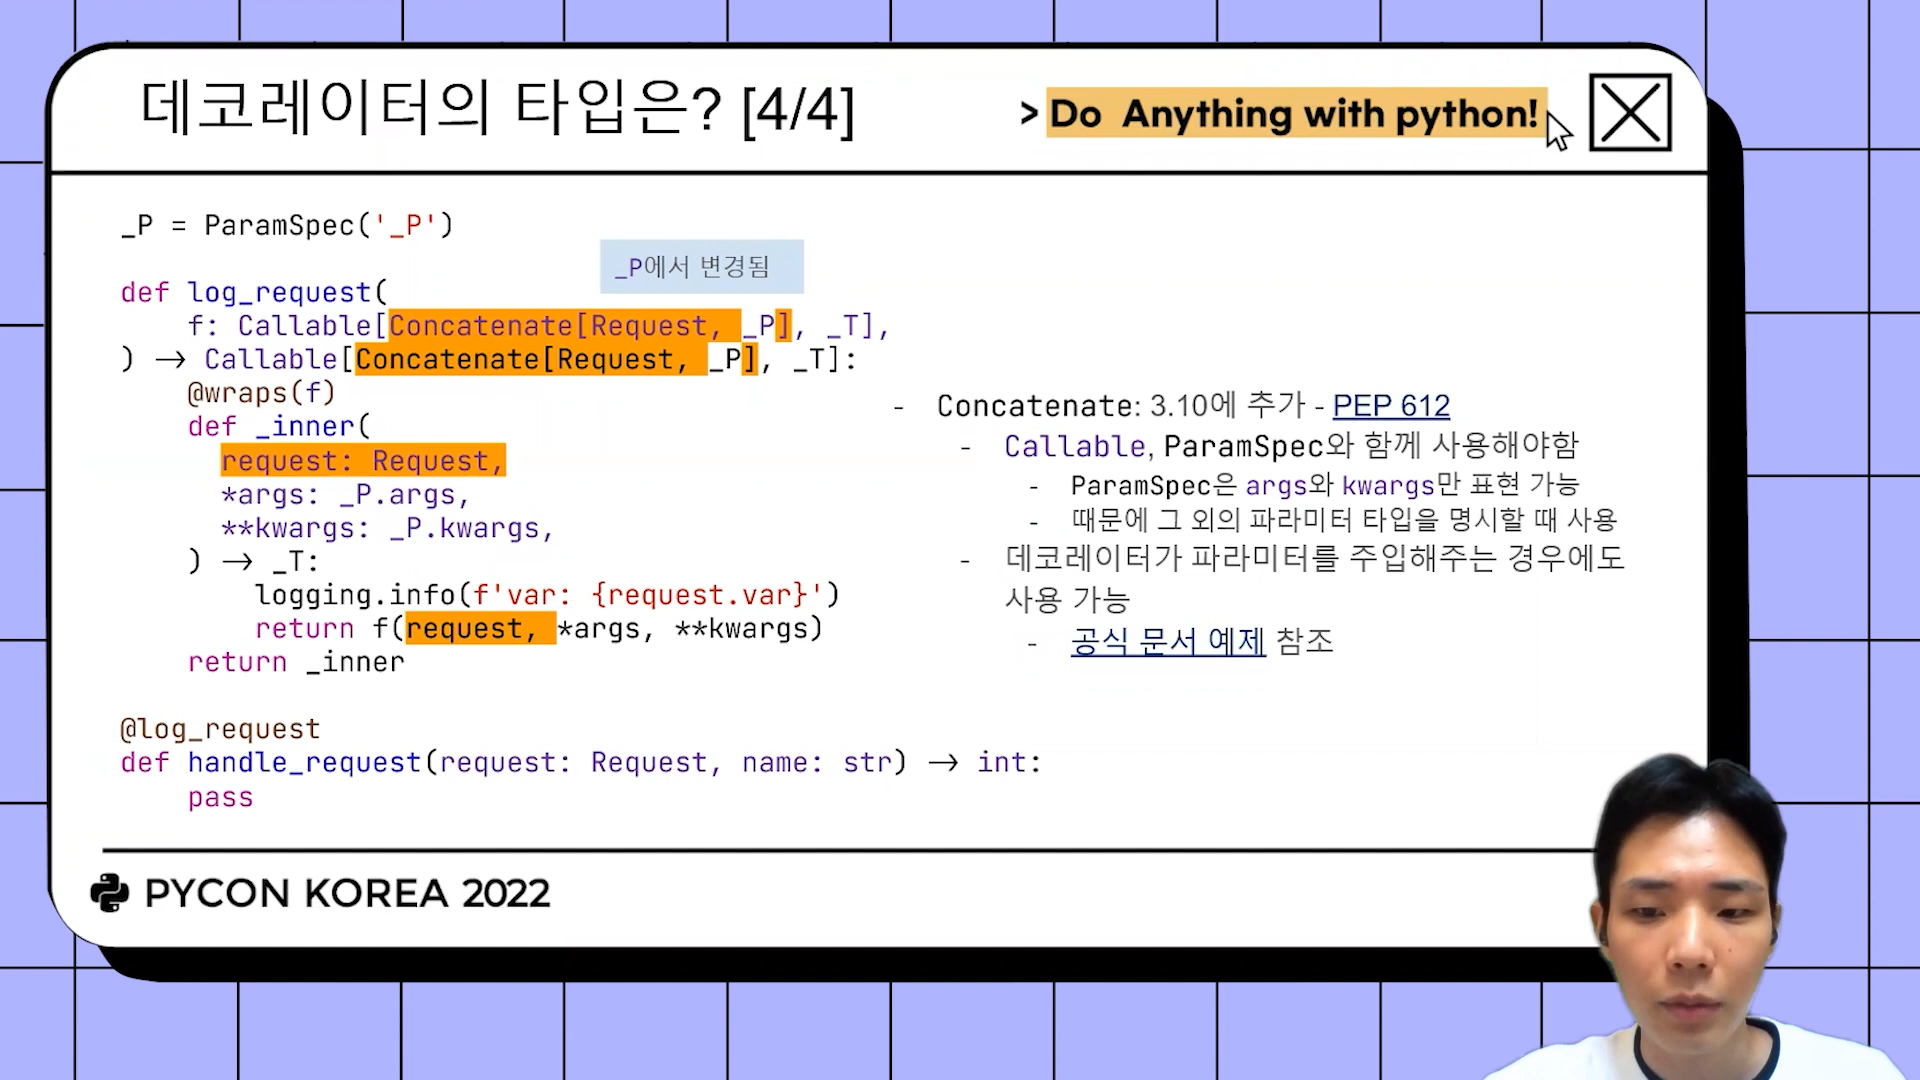 데코레이터의 타입은? [4/4]
> Do Anything with python!
_P = ParamSpec('_P')
_P에서 변경됨
def log_request(
f: Callable[Concatenate[Request, _P], _T],
) -> Callable[Concatenate[Request, _P], _T]:
@wraps(f)
def _inner(
request: Request,
*args: _P.args,
**kwargs: _P.kwargs,
) -> _T:
logging.info(f'var: {request.var}')
return f(request, *args, **kwargs)
return _inner
@log_request
def handle_request(request: Request, name: str) -> int:
pass
- Concatenate: 3.10에 추가 - PEP 612
- Callable, ParamSpec와 함께 사용해야함
- ParamSpec은 args와 kwargs만 표현 가능
- 때문에 그 외의 파라미터 타입을 명시할 때 사용
- 데코레이터가 파라미터를 주입해주는 경우에도
사용 가능
- 공식 문서 예제 참조
PYCON KOREA 2022